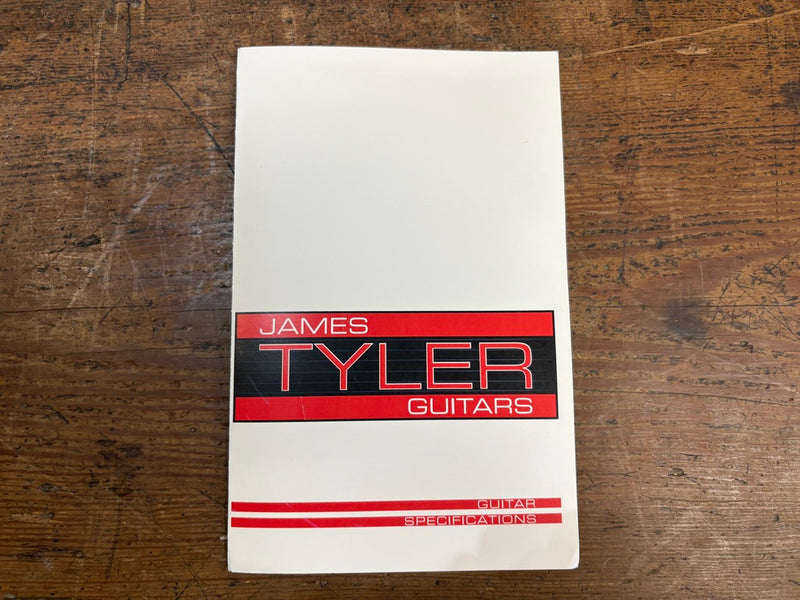 JAMES
TYLER
GUITARS
GUITAR
SPECIFICATIONS